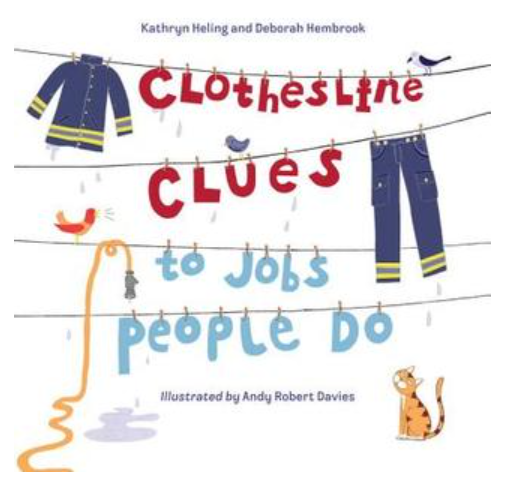 Kathryn Heling and Deborah Hembrook
CLothesLine
CLUes
to Jobs
PeOPLe DO
Illustrated by Andy Robert Davies